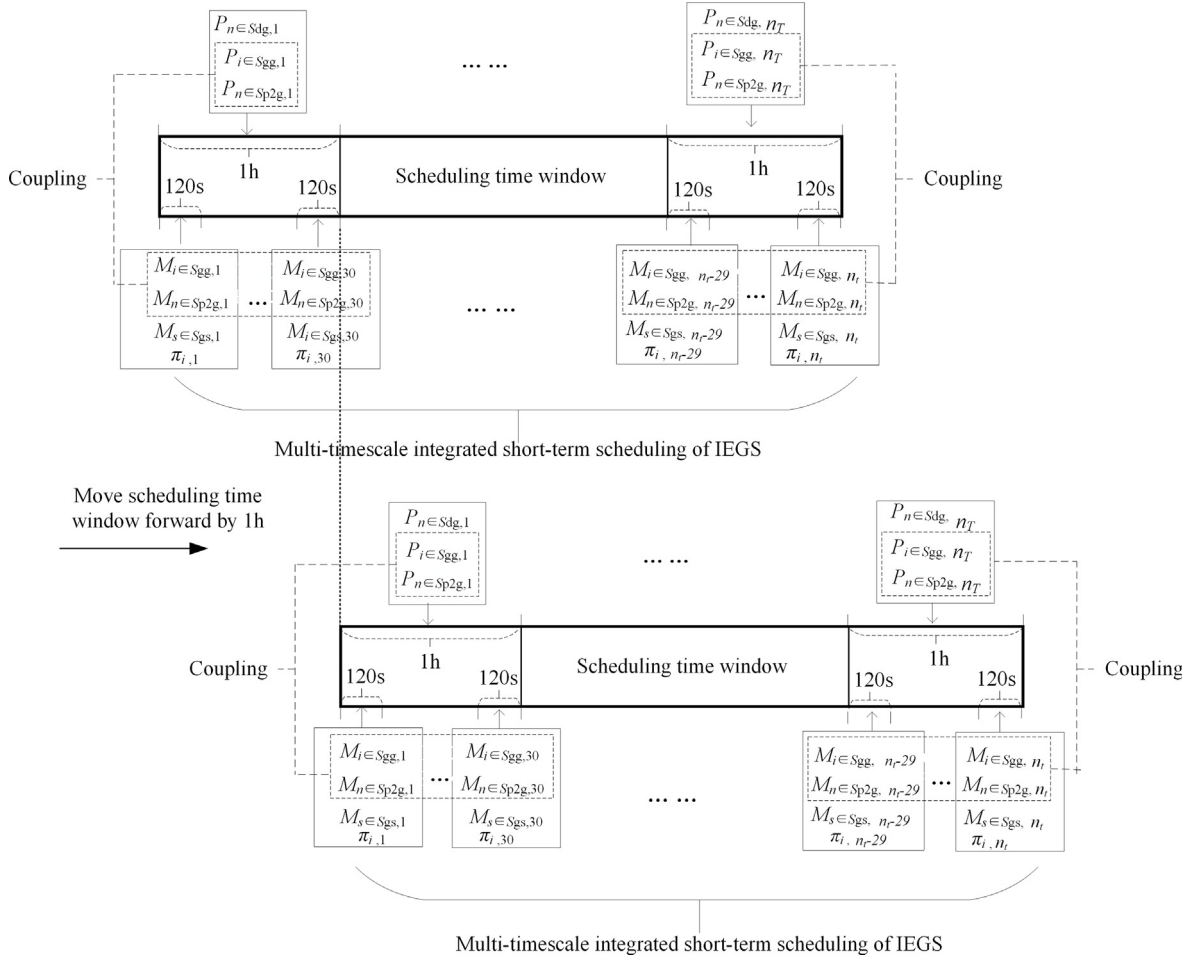 P_{n∈Sdg,1}
P_{i∈Sgg,1}
P_{n∈Sp2g,1}
... ...
P_{n∈Sdg, n_T}
P_{i∈Sgg, n_T}
P_{n∈Sp2g, n_T}
Coupling
1h
120s
120s
Scheduling time window
1h
120s
120s
Coupling
M_{i∈Sgg,1}
M_{n∈Sp2g,1}
M_{s∈Sgs,1}
π_{i,1}
...
M_{i∈Sgg,30}
M_{n∈Sp2g,30}
M_{i∈Sgs,30}
π_{i,30}
... ...
M_{i∈Sgg, n_t-29}
M_{n∈Sp2g, n_t-29}
M_{s∈Sgs, n_t-29}
π_{i, n_t-29}
...
M_{i∈Sgg, n_t}
M_{n∈Sp2g, n_t}
M_{s∈Sgs, n_t}
π_{i, n_t}
Multi-timescale integrated short-term scheduling of IEGS
Move scheduling time
window forward by 1h
P_{n∈Sdg,1}
P_{i∈Sgg,1}
P_{n∈Sp2g,1}
... ...
P_{n∈Sdg, n_T}
P_{i∈Sgg, n_T}
P_{n∈Sp2g, n_T}
Coupling
1h
120s
120s
Scheduling time window
1h
120s
120s
Coupling
M_{i∈Sgg,1}
M_{n∈Sp2g,1}
M_{s∈Sgs,1}
π_{i,1}
...
M_{i∈Sgg,30}
M_{n∈Sp2g,30}
M_{s∈Sgs,30}
π_{i,30}
... ...
M_{i∈Sgg, n_t-29}
M_{n∈Sp2g, n_t-29}
M_{s∈Sgs, n_t-29}
π_{i, n_t-29}
...
M_{i∈Sgg, n_t}
M_{n∈Sp2g, n_t}
M_{s∈Sgs, n_t}
π_{i, n_t}
Multi-timescale integrated short-term scheduling of IEGS